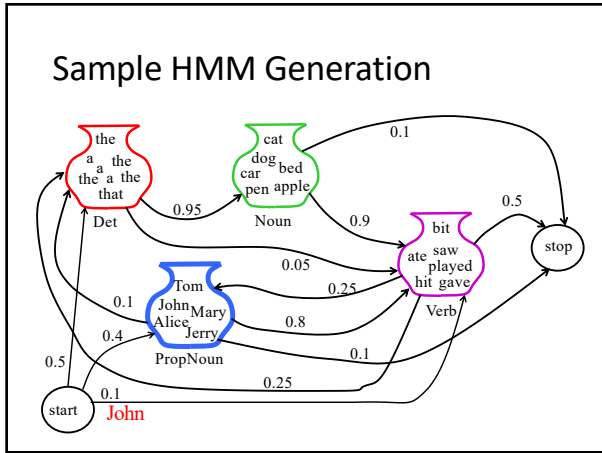 Sample HMM Generation
the
a
a
the
the
a
the
that
Det
cat
dog
car
bed
pen
apple
Noun
0.1
0.95
0.9
0.5
stop
bit
ate
saw
played
hit
gave
Verb
0.05
0.25
Tom
John
Mary
Alice
Jerry
PropNoun
0.1
0.4
0.8
0.1
0.5
0.25
0.1
start
John